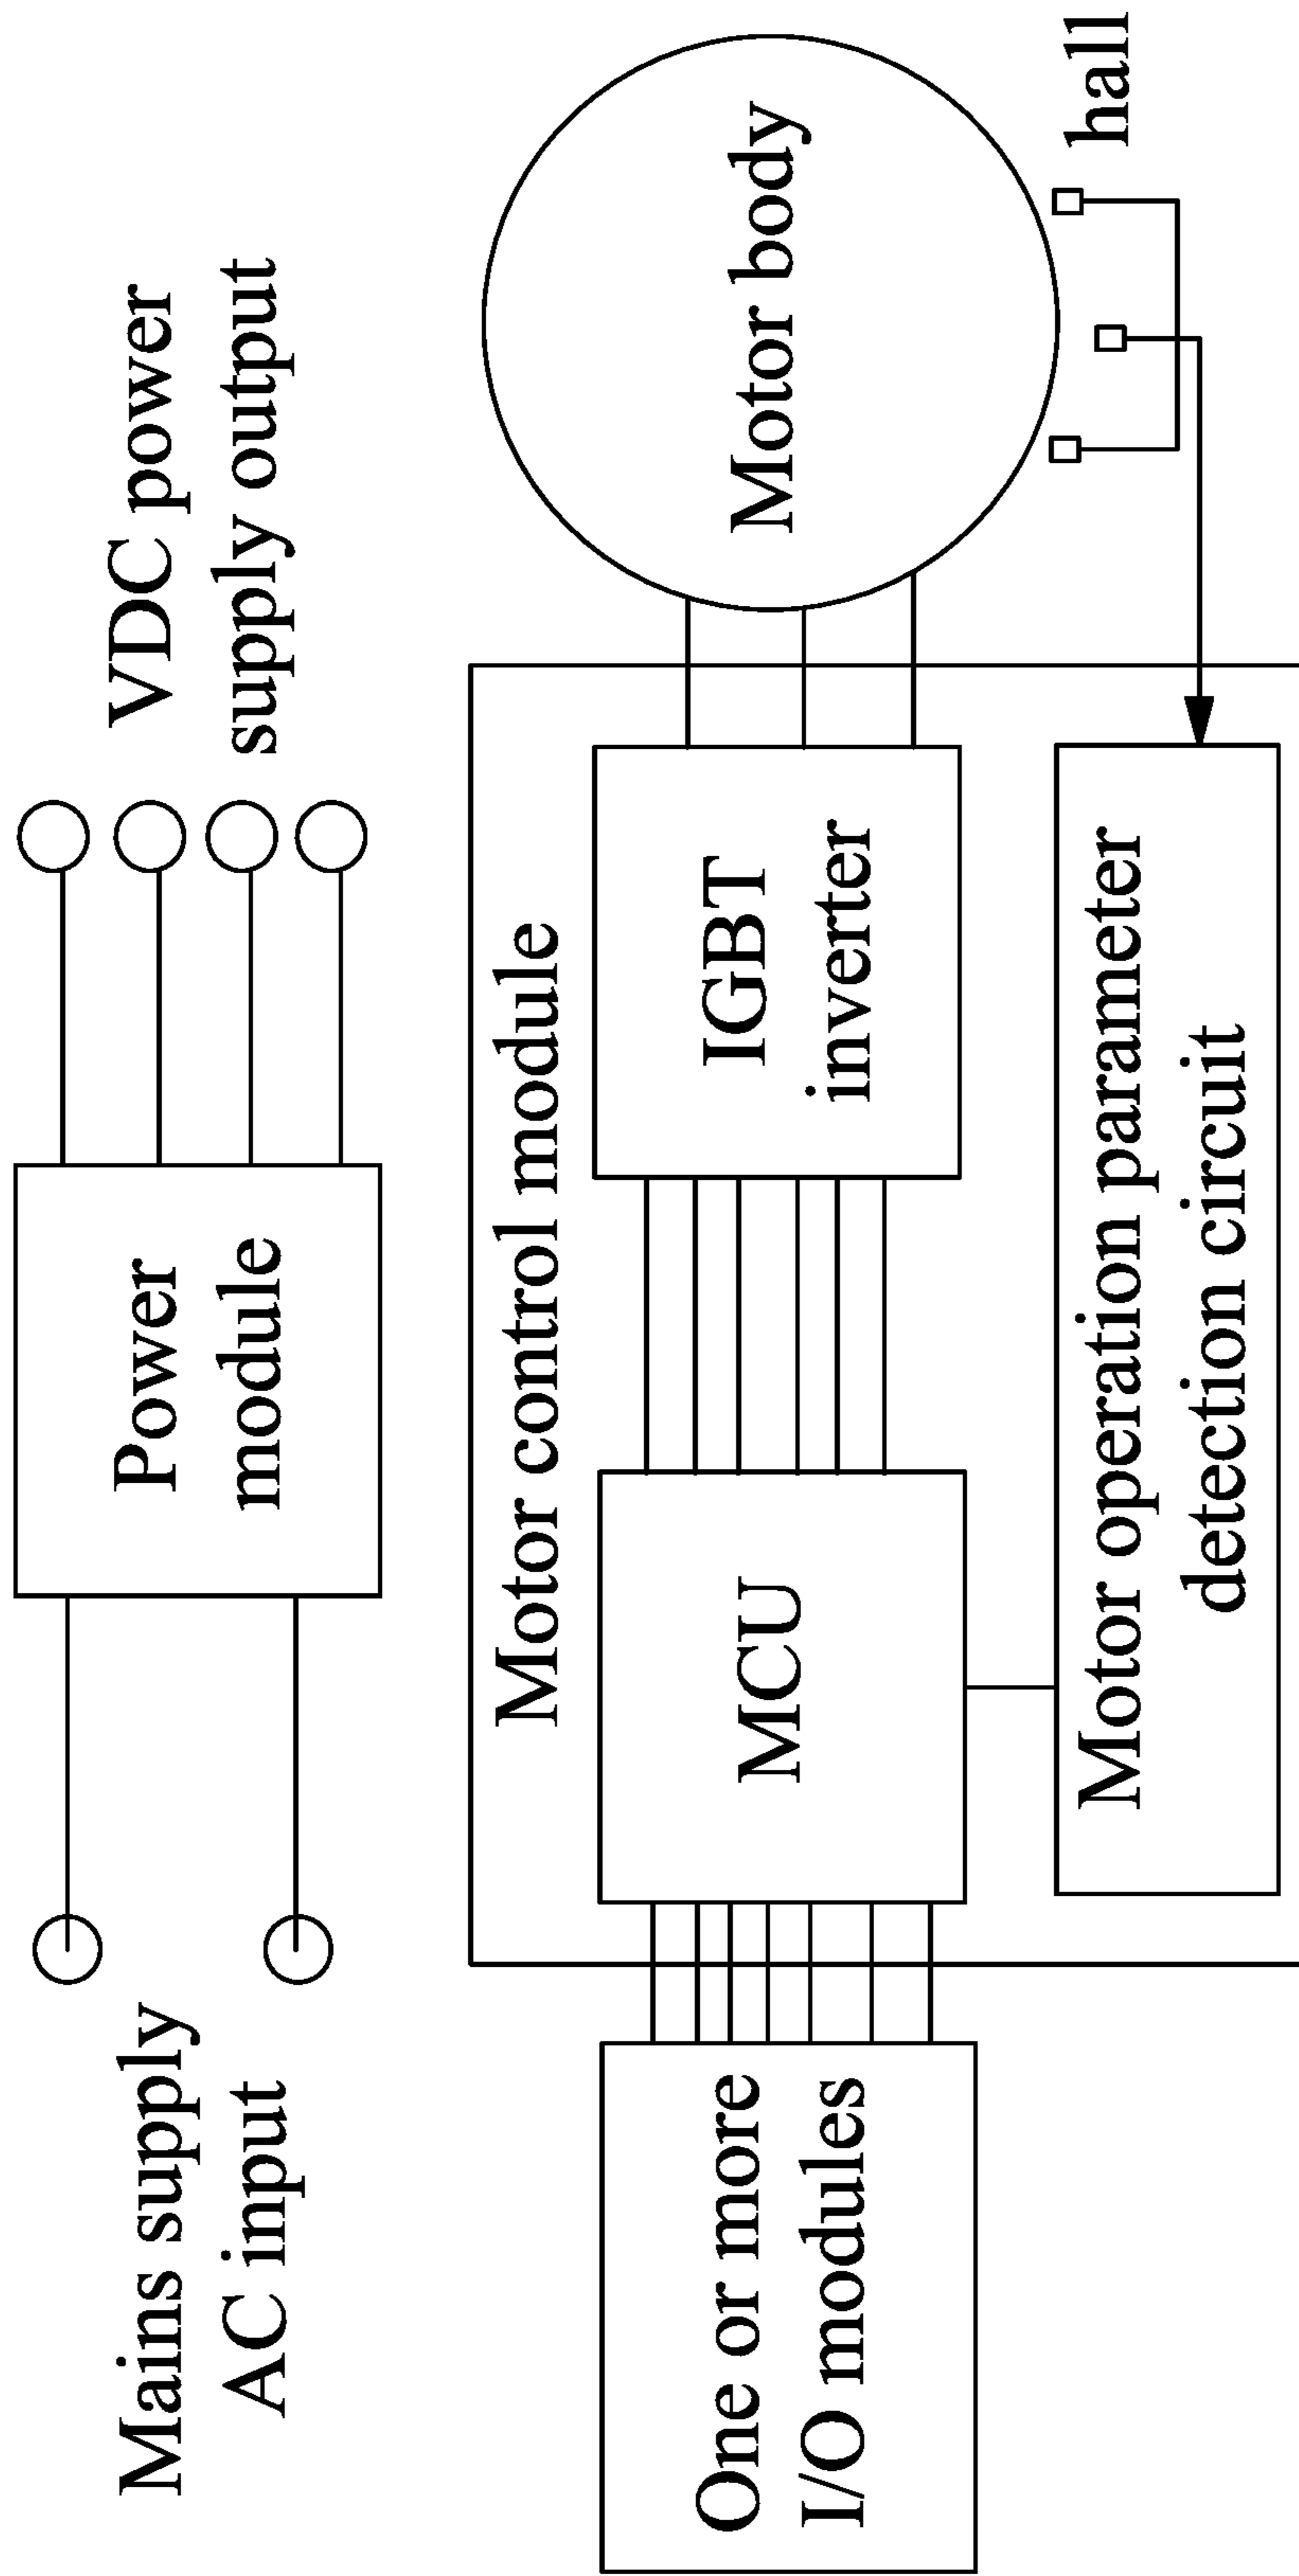 Mains supply
AC input
Power
module
VDC power
supply output
Motor control module
One or more
I/O modules
MCU
IGBT
inverter
Motor body
Motor operation parameter
detection circuit
hall